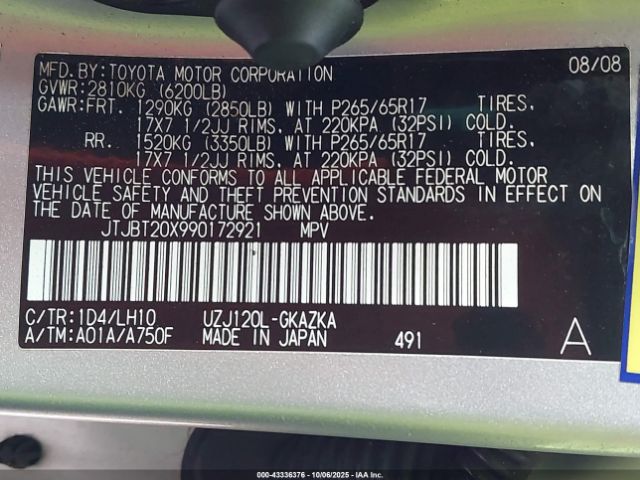 MFD.BY:TOYOTA MOTOR CORPORATION 08/08
GVWR:2810KG (6200LB)
GAWR:FRT. 1290KG (2850LB) WITH P265/65R17 TIRES,
17X7 1/2JJ RIMS, AT 220KPA (32PSI) COLD.
RR. 1520KG (3350LB) WITH P265/65R17 TIRES,
17X7 1/2JJ RIMS, AT 220KPA (32PSI) COLD.
THIS VEHICLE CONFORMS TO ALL APPLICABLE FEDERAL MOTOR
VEHICLE SAFETY AND THEFT PREVENTION STANDARDS IN EFFECT ON
THE DATE OF MANUFACTURE SHOWN ABOVE.
JTJBT20X990172921 MPV
C/TR:1D4/LH10 UZJ120L-GKAZKA
A/TM:A01A/A750F MADE IN JAPAN 491 A
000-43336376 | 10/06/2025 | IAA Inc.